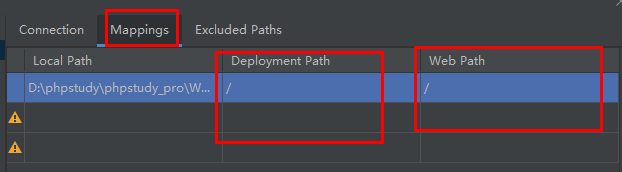 Connection Mappings Excluded Paths
Local Path Deployment Path Web Path
D:\phpstudy\phpstudy_pro\W... / /